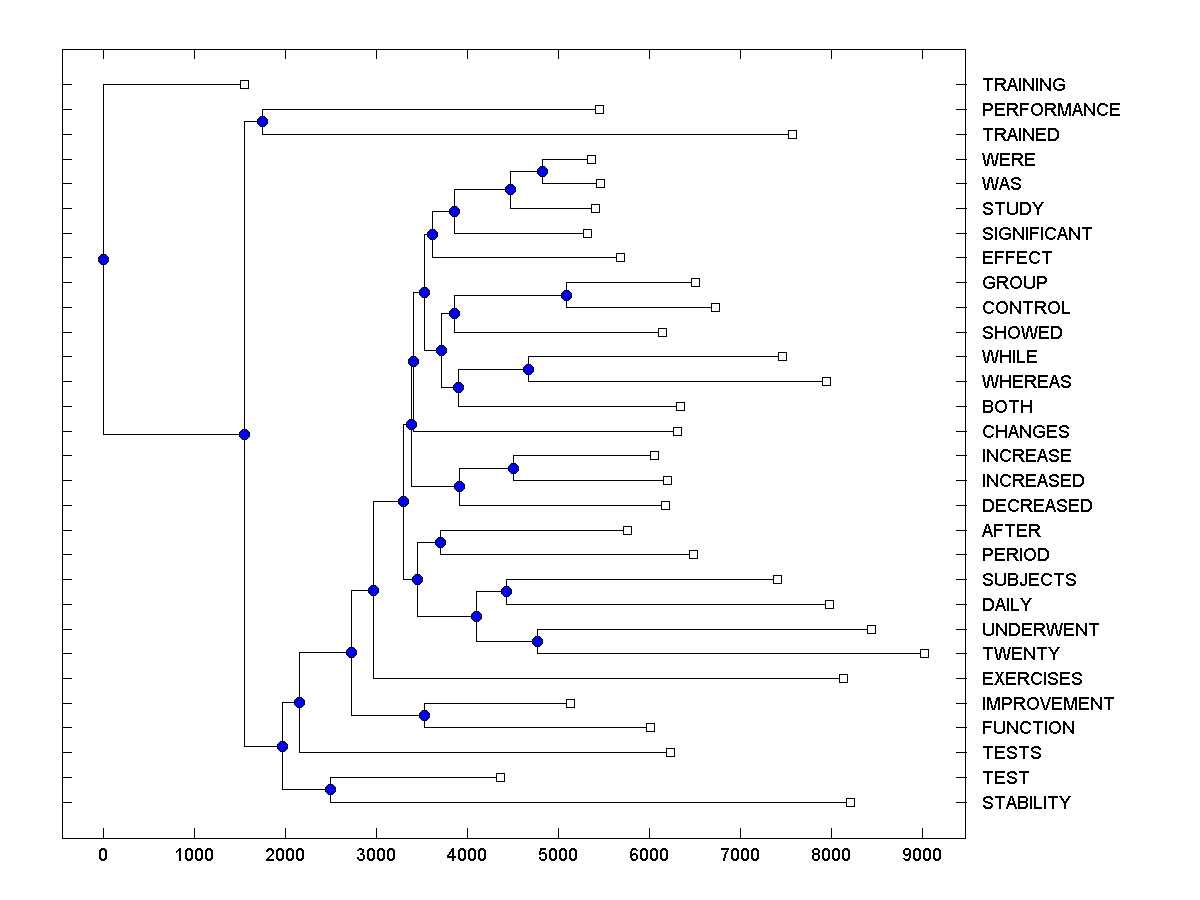 TRAINING
PERFORMANCE
TRAINED
WERE
WAS
STUDY
SIGNIFICANT
EFFECT
GROUP
CONTROL
SHOWED
WHILE
WHEREAS
BOTH
CHANGES
INCREASE
INCREASED
DECREASED
AFTER
PERIOD
SUBJECTS
DAILY
UNDERWENT
TWENTY
EXERCISES
IMPROVEMENT
FUNCTION
TESTS
TEST
STABILITY
0 1000 2000 3000 4000 5000 6000 7000 8000 9000